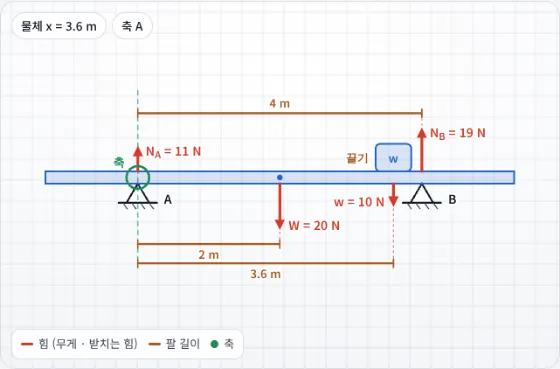 물체 x = 3.6 m
축 A
4 m
N_A = 11 N
N_B = 19 N
축
끌기
w
A
w = 10 N
B
W = 20 N
2 m
3.6 m
힘 (무게 · 받치는 힘)
팔 길이
축